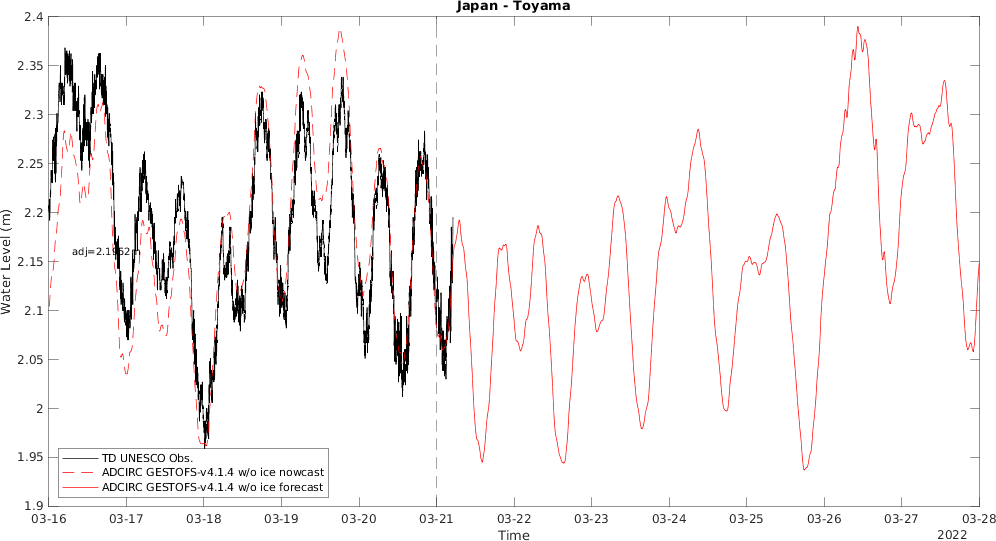 Japan - Toyama
2.4
2.35
2.3
2.25
2.2
2.15
2.1
2.05
2
1.95
1.9
Water Level (m)
adj=2.1952m
TD UNESCO Obs.
ADCIRC GESTOFS-v4.1.4 w/o ice nowcast
ADCIRC GESTOFS-v4.1.4 w/o ice forecast
03-16 03-17 03-18 03-19 03-20 03-21 03-22 03-23 03-24 03-25 03-26 03-27 03-28
Time
2022